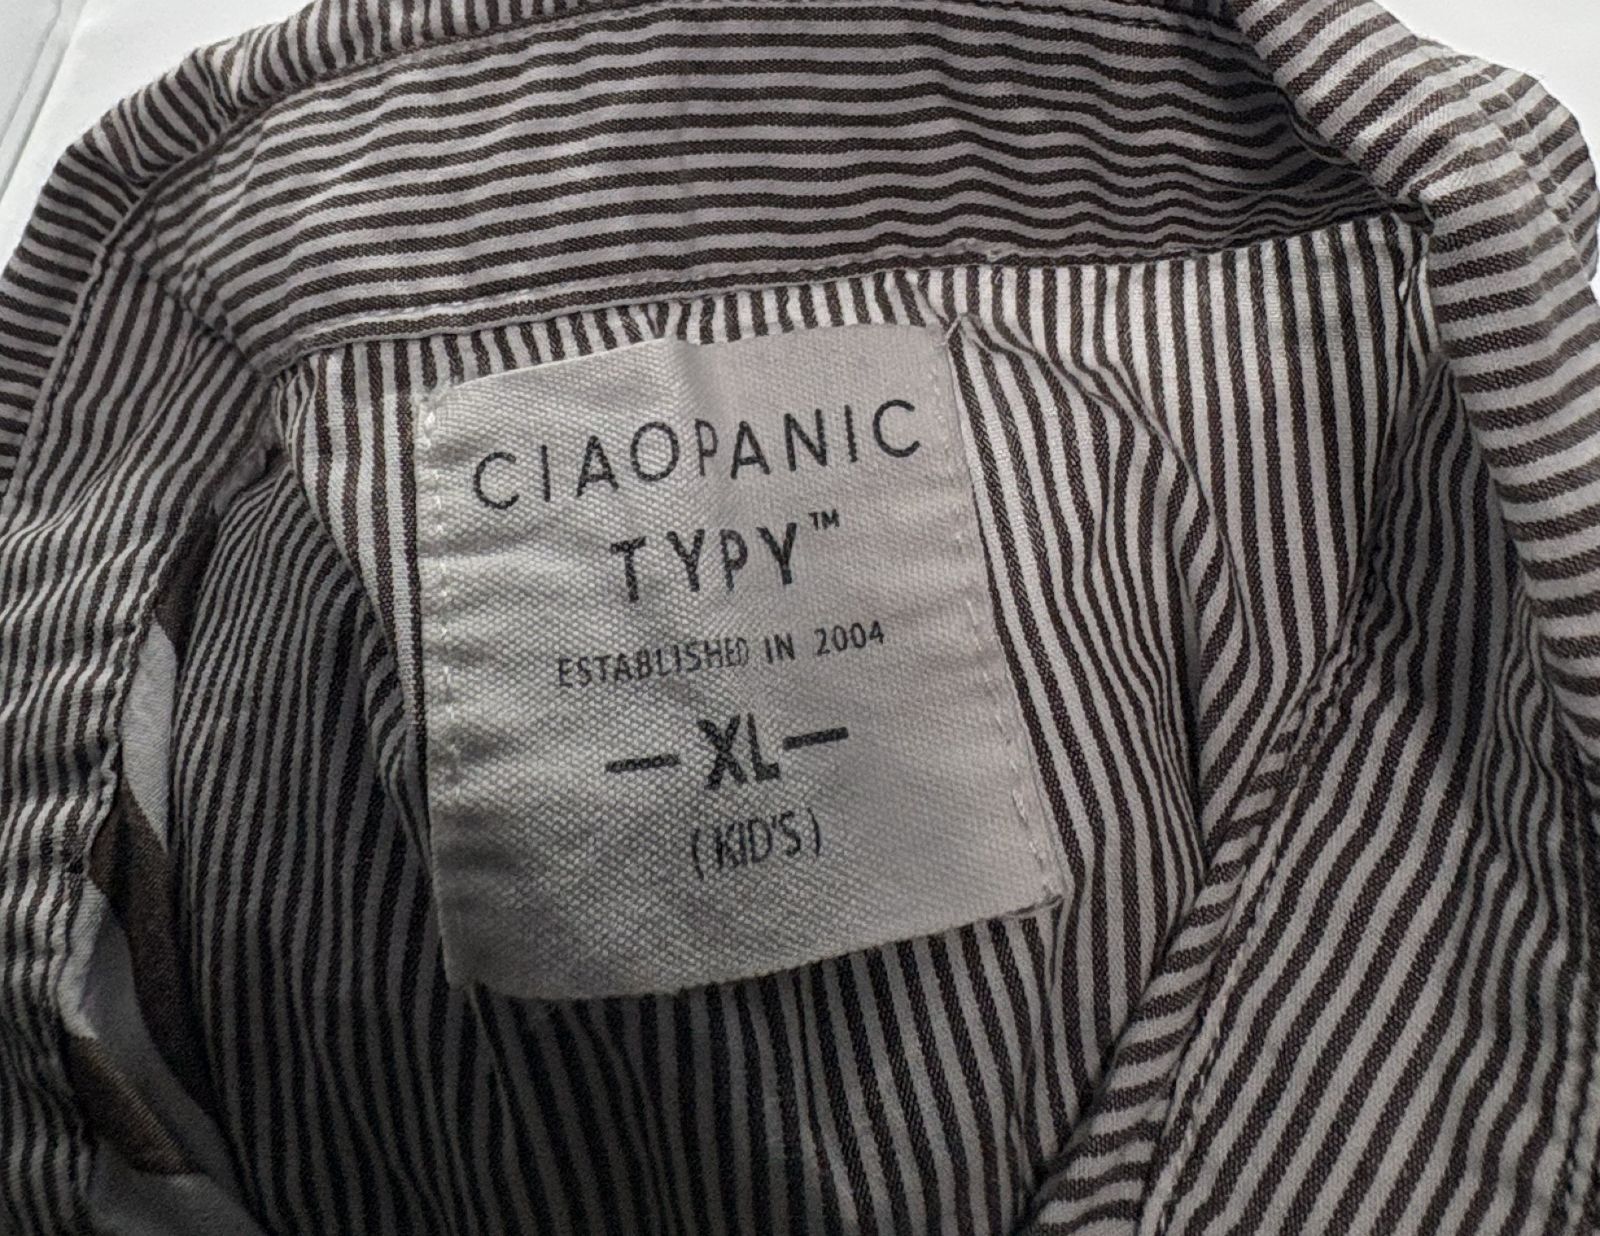 CIAOPANIC
TYPY™
ESTABLISHED IN 2004
—XL—
(KID'S)